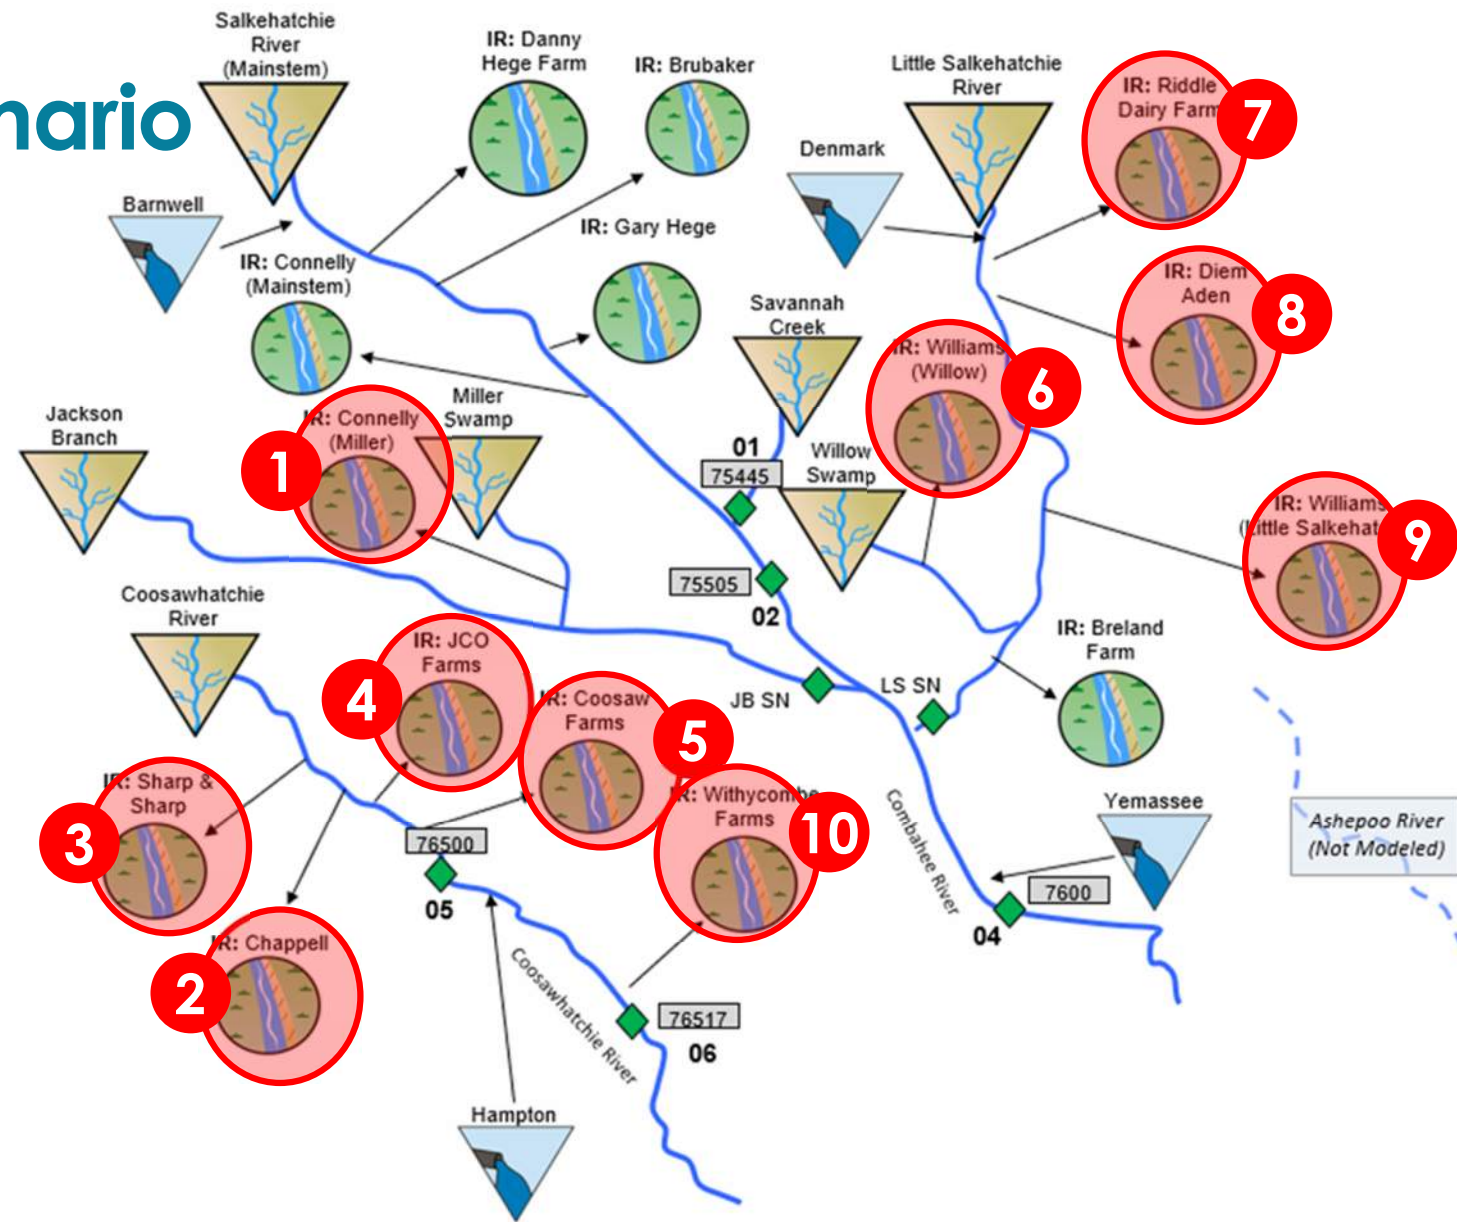 nario
Salkehatchie
River
(Mainstem)
IR: Danny
Hege Farm
IR: Brubaker
Little Salkehatchie
River
IR: Riddle
Dairy Farm
7
Denmark
Barnwell
IR: Gary Hege
IR: Connelly
(Mainstem)
IR: Diem
Aden
8
Savannah
Creek
IR: Williams
(Willow)
6
Miller
Swamp
Jackson
Branch
IR: Connelly
(Miller)
1
01
75445
Willow
Swamp
IR: Williams
(Little Salkehat
9
75505
02
Coosawhatchie
River
IR: JCO
Farms
4
IR: Breland
Farm
JB SN
LS SN
IR: Coosaw
Farms
5
IR: Sharp &
Sharp
3
IR: Withycombe
Farms
10
Combahee River
Yemassee
Ashepoo River
(Not Modeled)
76500
05
7600
04
IR: Chappell
2
Coosawhatchie River
76517
06
Hampton